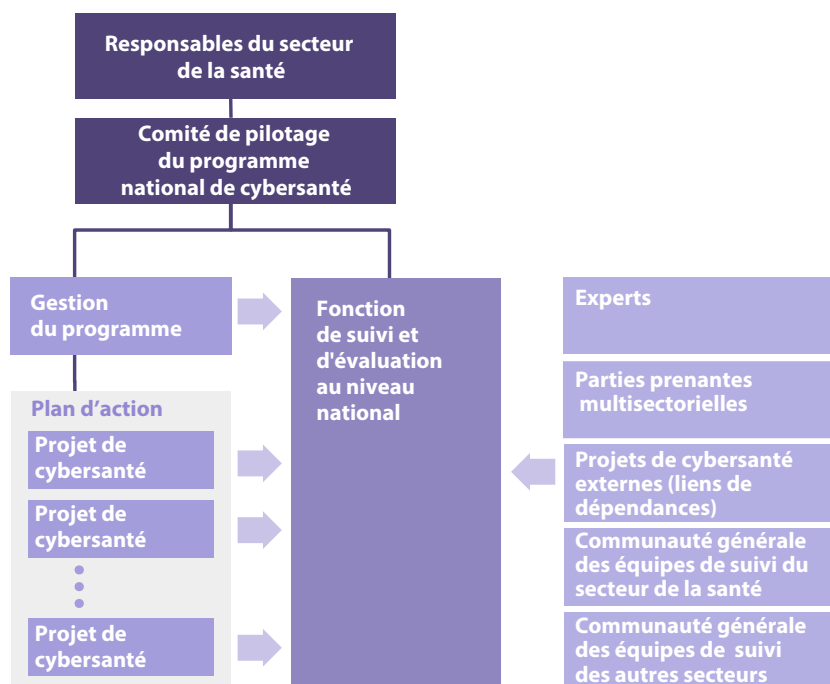 Responsables du secteur
de la santé
Comité de pilotage
du programme
national de cybersanté
Gestion
du programme
Plan d’action
Projet de
cybersanté
Projet de
cybersanté
Projet de
cybersanté
Fonction
de suivi et
d'évaluation
au niveau
national
Experts
Parties prenantes
multisectorielles
Projets de cybersanté
externes (liens de
dépendances)
Communauté générale
des équipes de suivi du
secteur de la santé
Communauté générale
des équipes de suivi
des autres secteurs